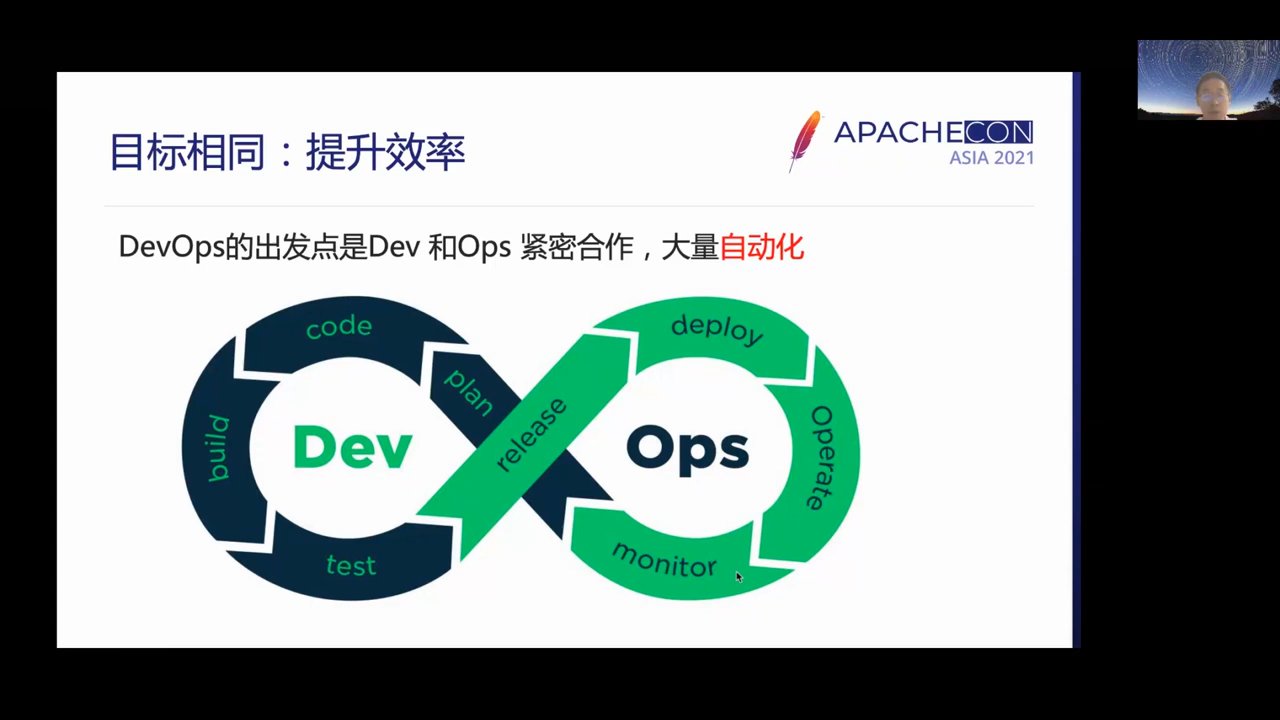 目标相同：提升效率
APACHECON
ASIA 2021
DevOps的出发点是Dev 和Ops 紧密合作，大量自动化
code
deploy
plan
release
build
Dev
Ops
Operate
test
monitor